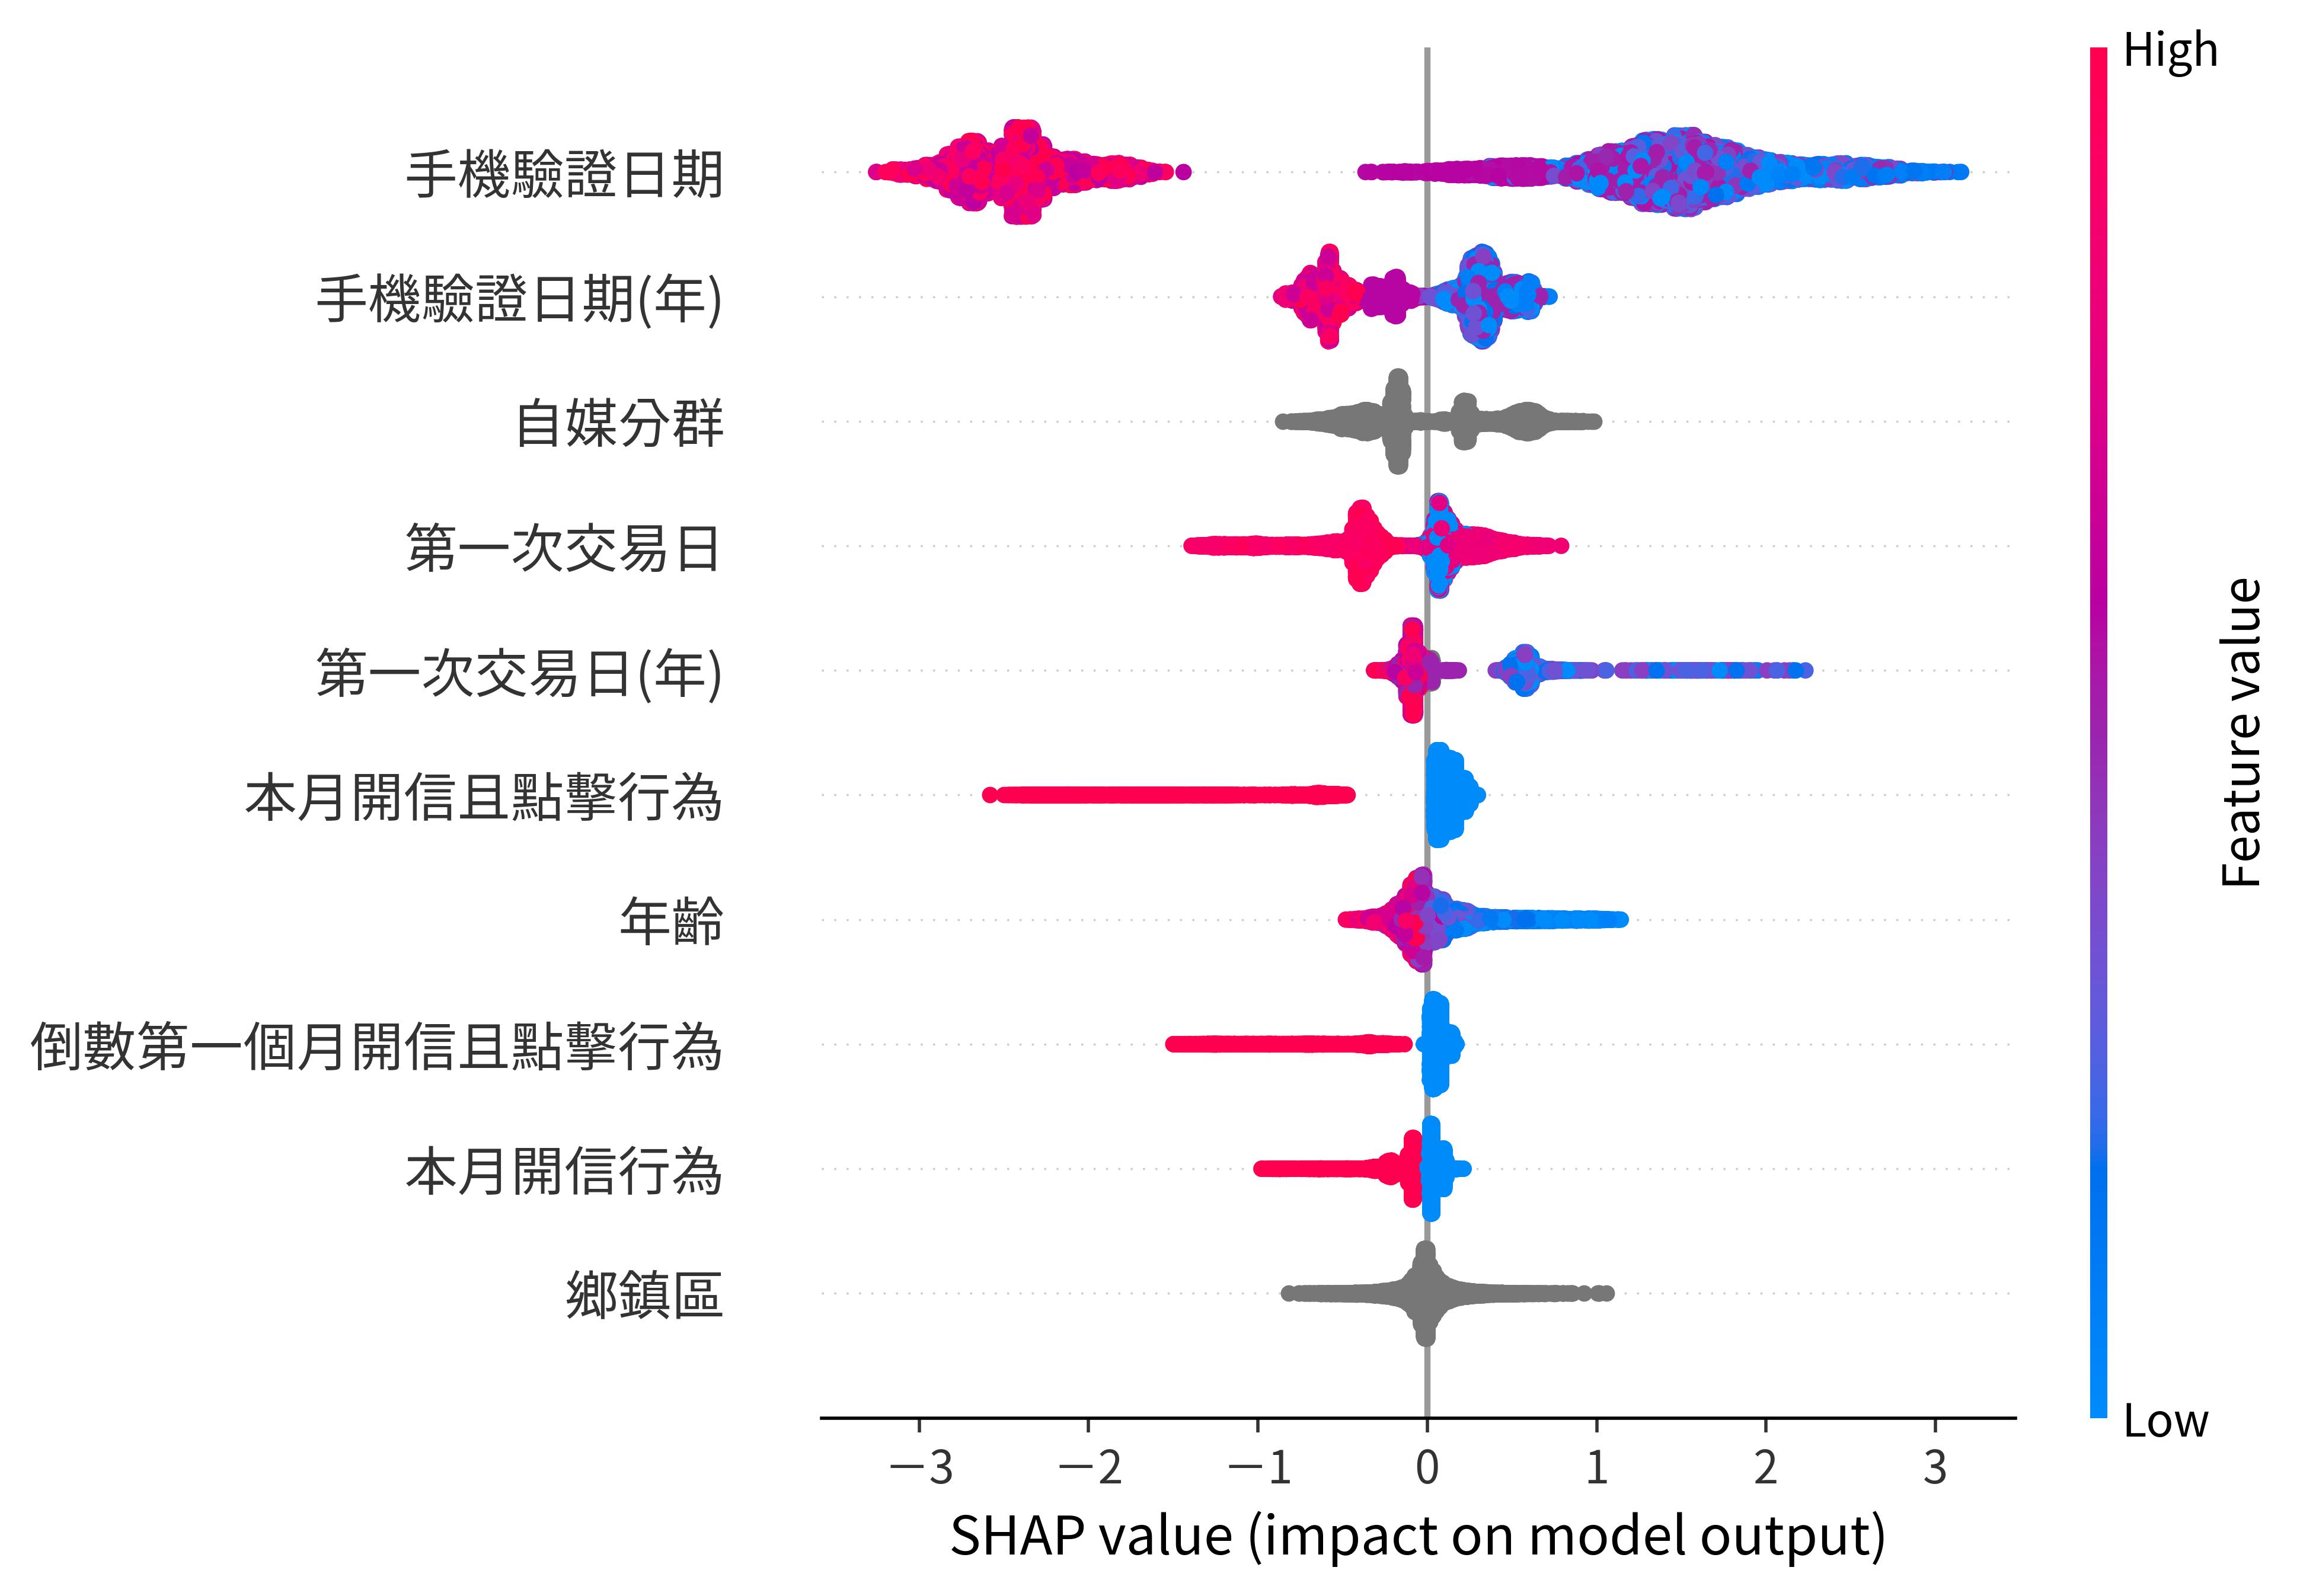 High
手機驗證日期
手機驗證日期(年)
自媒分群
第一次交易日
第一次交易日(年)
本月開信且點擊行為
年齡
倒數第一個月開信且點擊行為
本月開信行為
鄉鎮區
Feature value
Low
−3 −2 −1 0 1 2 3
SHAP value (impact on model output)